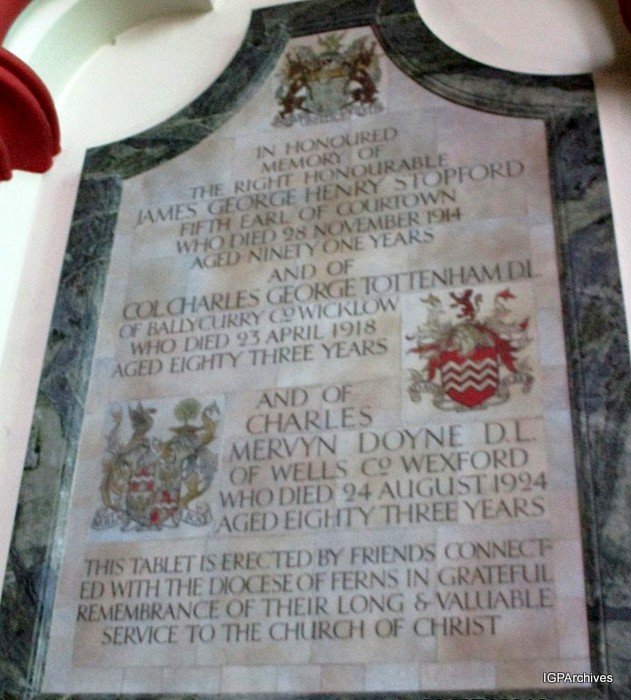 IN HONOURED
MEMORY OF
THE RIGHT HONOURABLE
JAMES GEORGE HENRY STOPFORD
FIFTH EARL OF COURTOWN
WHO DIED 28 NOVEMBER 1914
AGED NINETY ONE YEARS
AND OF
COL CHARLES GEORGE TOTTENHAM DL
OF BALLYCURRY Co WICKLOW
WHO DIED 23 APRIL 1918
AGED EIGHTY THREE YEARS
AND OF
CHARLES
MERVYN DOYNE D.L.
OF WELLS Co WEXFORD
WHO DIED 24 AUGUST 1924
AGED EIGHTY THREE YEARS
THIS TABLET IS ERECTED BY FRIENDS CONNECT-
ED WITH THE DIOCESE OF FERNS IN GRATEFUL
REMEMBRANCE OF THEIR LONG & VALUABLE
SERVICE TO THE CHURCH OF CHRIST
IGPArchives